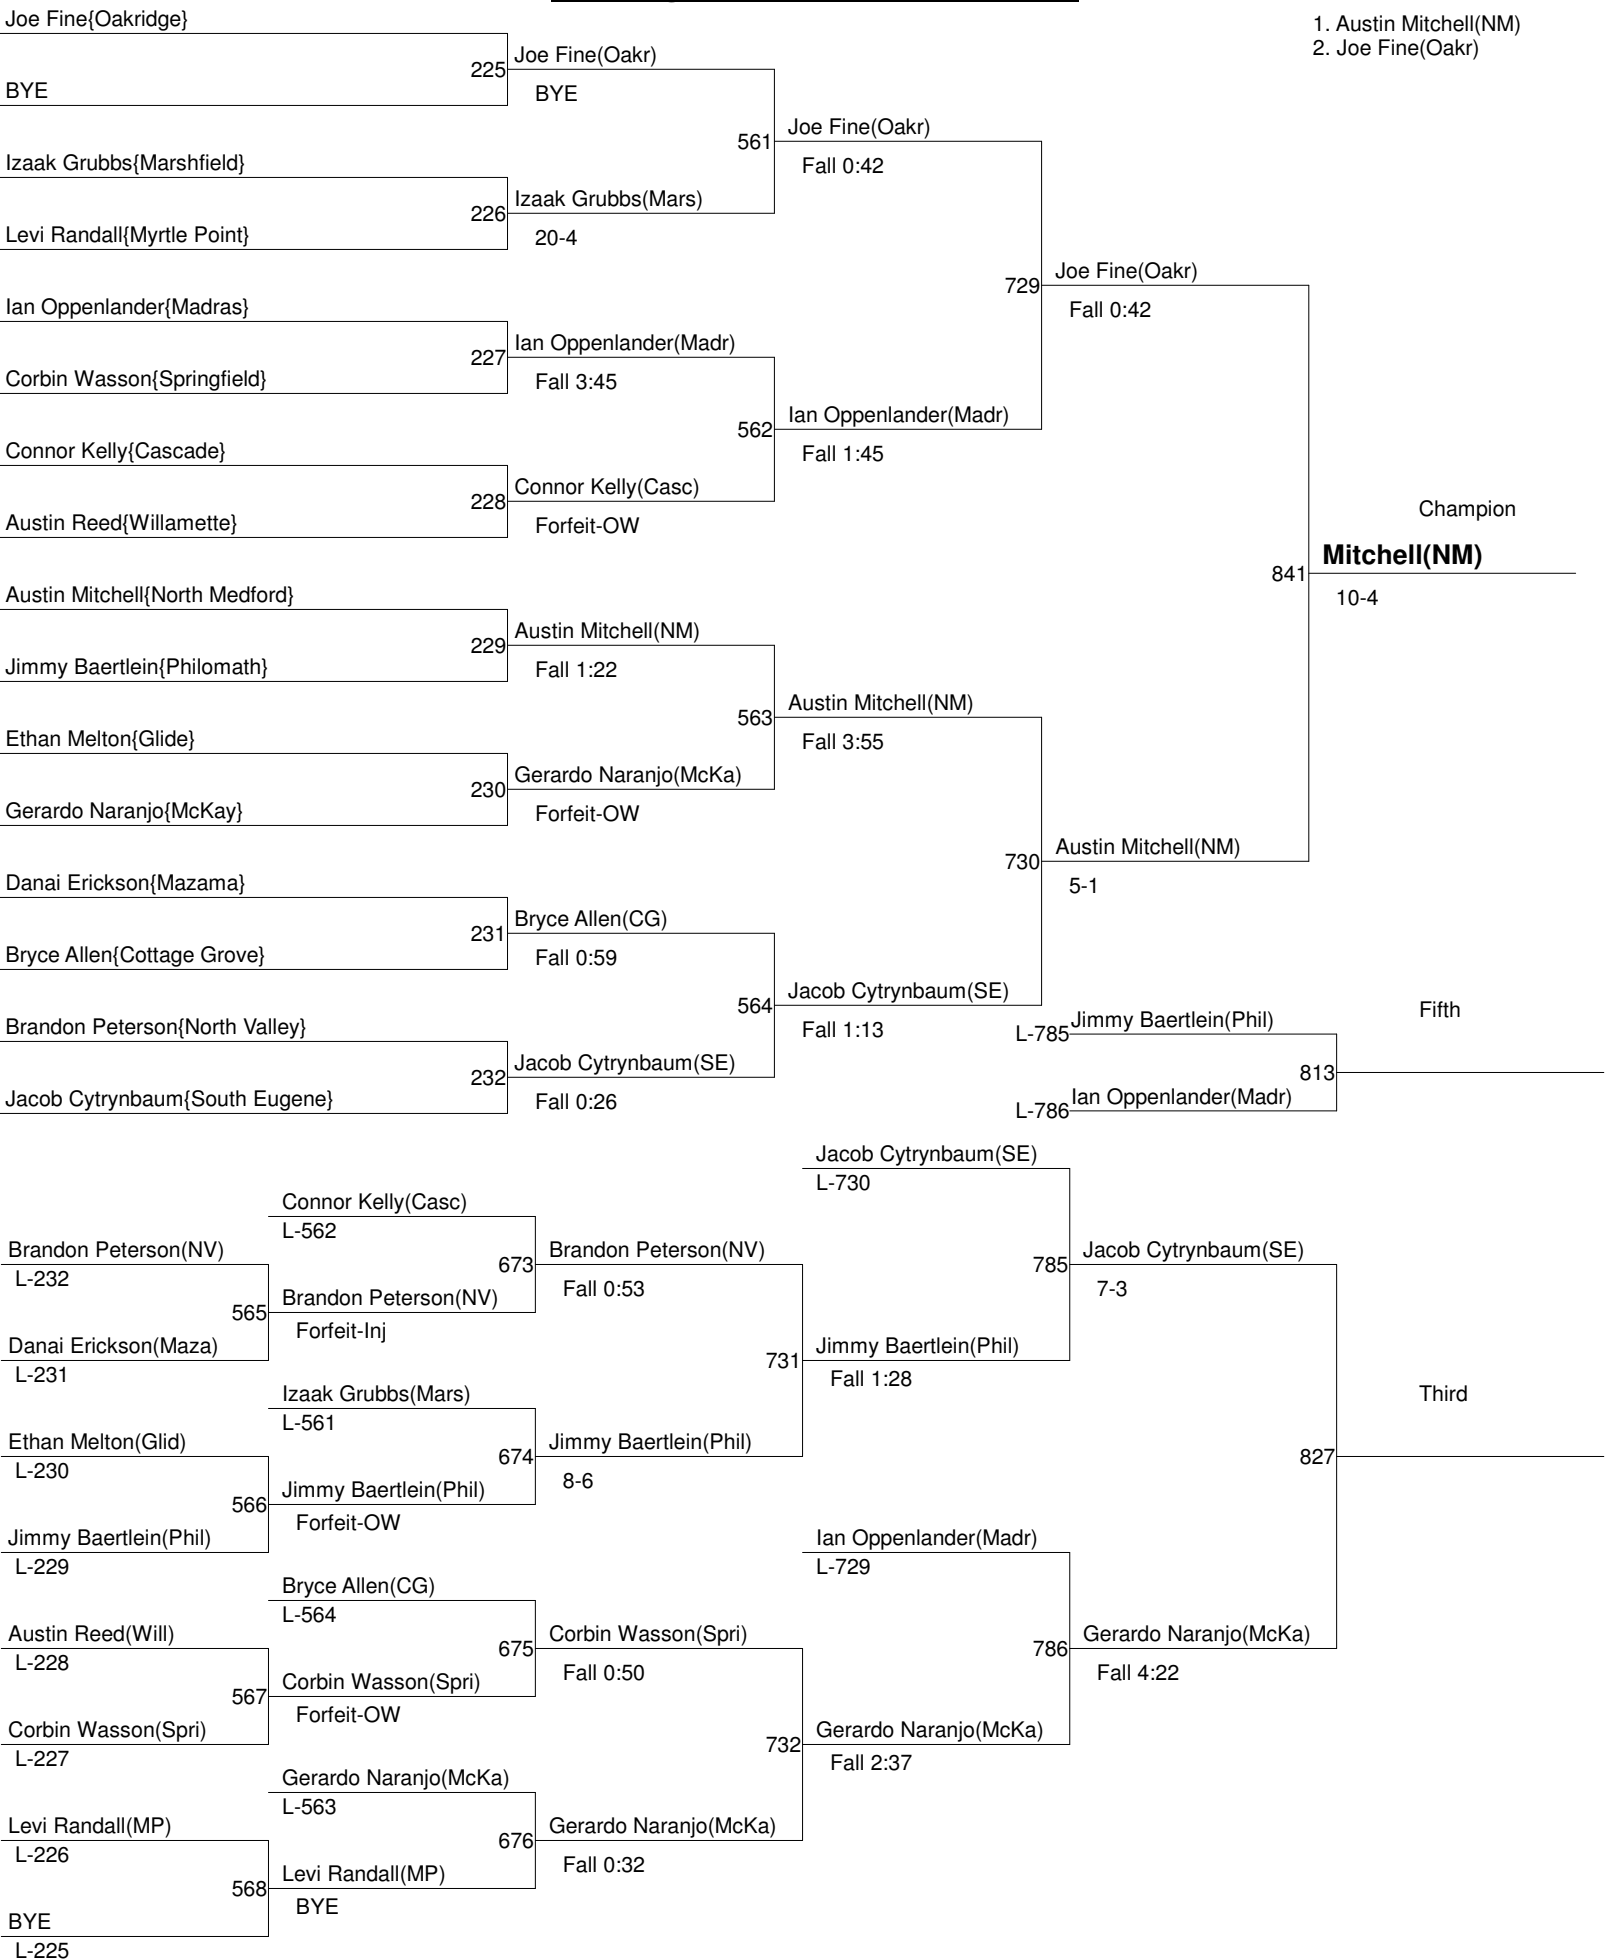 1. Austin Mitchell(NM)
2. Joe Fine(Oakr)
Joe Fine{Oakridge}
BYE
225
Joe Fine(Oakr)
BYE
Izaak Grubbs{Marshfield}
Levi Randall{Myrtle Point}
226
Izaak Grubbs(Mars)
20-4
561
Joe Fine(Oakr)
Fall 0:42
Ian Oppenlander{Madras}
Corbin Wasson{Springfield}
227
Ian Oppenlander(Madr)
Fall 3:45
Connor Kelly{Cascade}
Austin Reed{Willamette}
228
Connor Kelly(Casc)
Forfeit-OW
562
Ian Oppenlander(Madr)
Fall 1:45
729
Joe Fine(Oakr)
Fall 0:42
Austin Mitchell{North Medford}
Jimmy Baertlein{Philomath}
229
Austin Mitchell(NM)
Fall 1:22
Ethan Melton{Glide}
Gerardo Naranjo{McKay}
230
Gerardo Naranjo(McKa)
Forfeit-OW
563
Austin Mitchell(NM)
Fall 3:55
Danai Erickson{Mazama}
Bryce Allen{Cottage Grove}
231
Bryce Allen(CG)
Fall 0:59
Brandon Peterson{North Valley}
Jacob Cytrynbaum{South Eugene}
232
Jacob Cytrynbaum(SE)
Fall 0:26
564
Jacob Cytrynbaum(SE)
Fall 1:13
730
Austin Mitchell(NM)
5-1
Champion
841
Mitchell(NM)
10-4
Fifth
L-785
Jimmy Baertlein(Phil)
L-786
Ian Oppenlander(Madr)
813
Brandon Peterson(NV)
L-232
Danai Erickson(Maza)
L-231
565
Connor Kelly(Casc)
L-562
Brandon Peterson(NV)
Forfeit-Inj
673
Brandon Peterson(NV)
Fall 0:53
Ethan Melton(Glid)
L-230
Jimmy Baertlein(Phil)
L-229
566
Izaak Grubbs(Mars)
L-561
Jimmy Baertlein(Phil)
Forfeit-OW
674
Jimmy Baertlein(Phil)
8-6
731
Jacob Cytrynbaum(SE)
L-730
Jimmy Baertlein(Phil)
Fall 1:28
785
Jacob Cytrynbaum(SE)
7-3
Austin Reed(Will)
L-228
Corbin Wasson(Spri)
L-227
567
Bryce Allen(CG)
L-564
Corbin Wasson(Spri)
Forfeit-OW
675
Corbin Wasson(Spri)
Fall 0:50
Levi Randall(MP)
L-226
BYE
L-225
568
Gerardo Naranjo(McKa)
L-563
Levi Randall(MP)
BYE
676
Gerardo Naranjo(McKa)
Fall 0:32
732
Ian Oppenlander(Madr)
L-729
Gerardo Naranjo(McKa)
Fall 2:37
786
Gerardo Naranjo(McKa)
Fall 4:22
Third
827